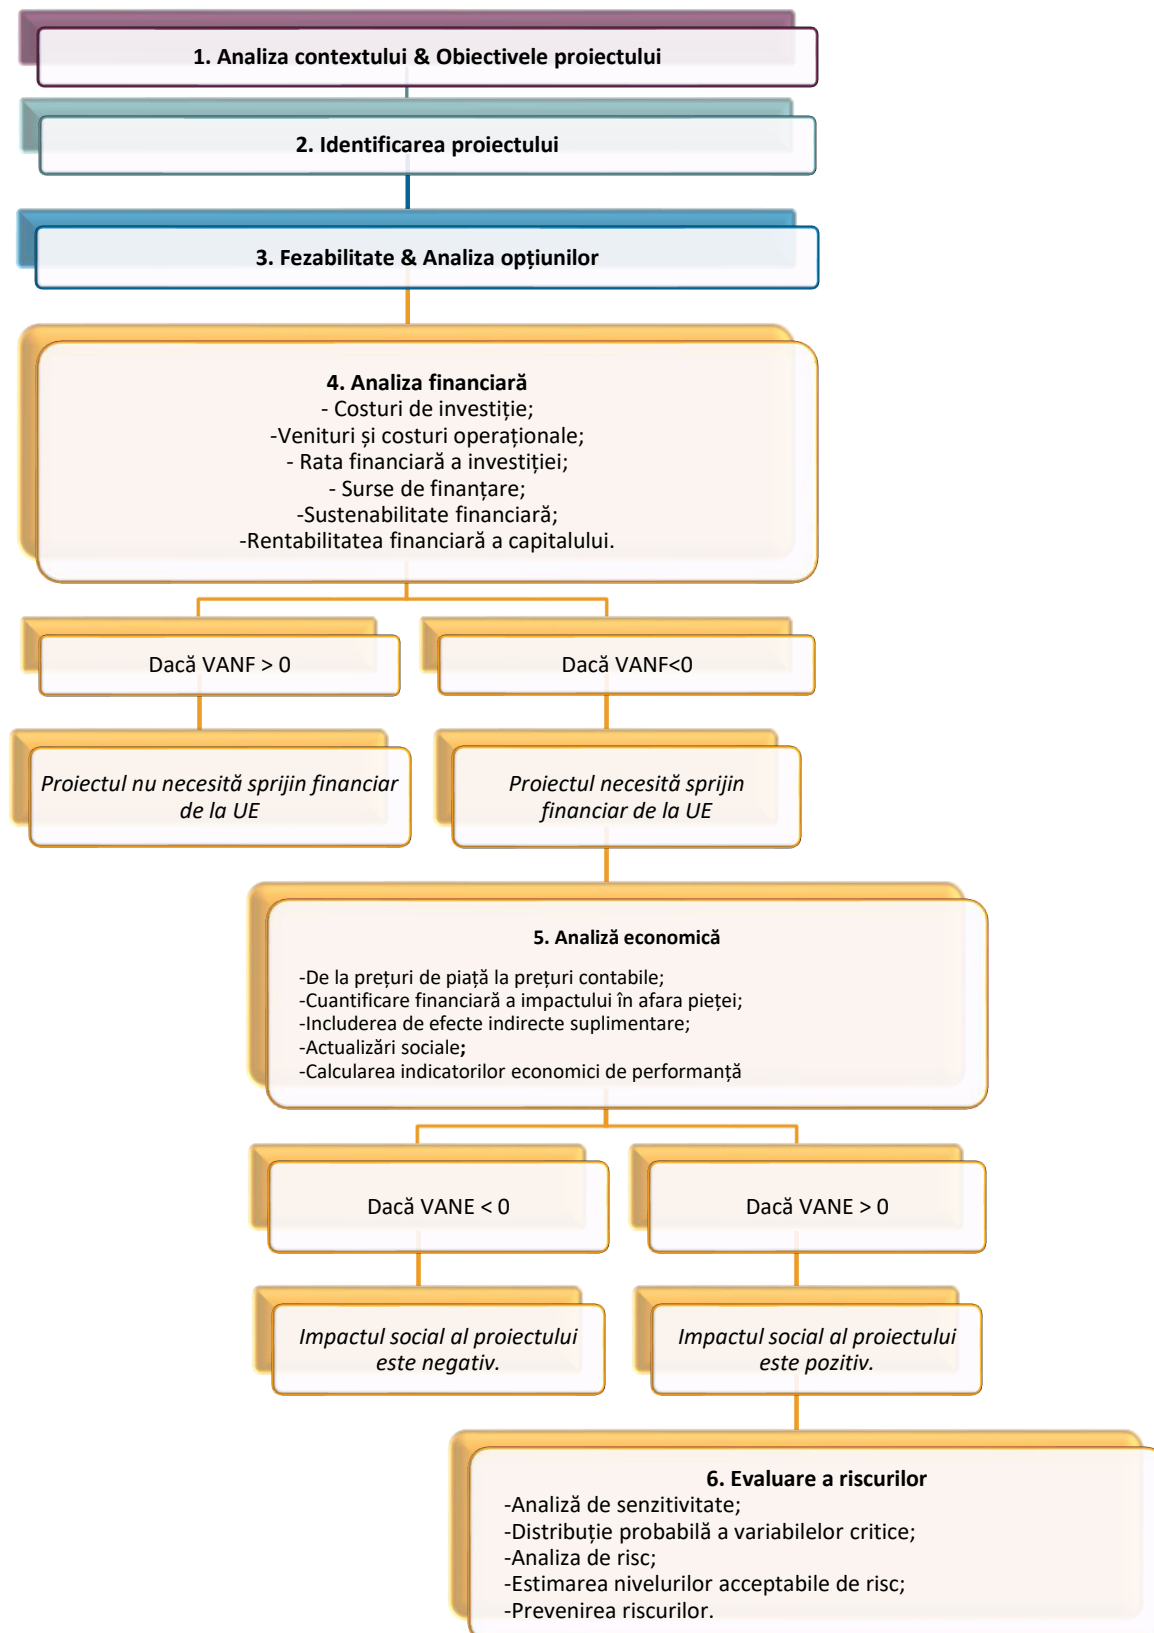 1. Analiza contextului & Obiectivele proiectului
2. Identificarea proiectului
3. Fezabilitate & Analiza opțiunilor
4. Analiza financiară
- Costuri de investiție;
-Venituri și costuri operaționale;
- Rata financiară a investiției;
- Surse de finanțare;
-Sustenabilitate financiară;
-Rentabilitatea financiară a capitalului.
Dacă VANF > 0
Dacă VANF<0
Proiectul nu necesită sprijin financiar
de la UE
Proiectul necesită sprijin
financiar de la UE
5. Analiză economică
-De la prețuri de piață la prețuri contabile;
-Cuantificare financiară a impactului în afara pieței;
-Includerea de efecte indirecte suplimentare;
-Actualizări sociale;
-Calcularea indicatorilor economici de performanță
Dacă VANE < 0
Dacă VANE > 0
Impactul social al proiectului
este negativ.
Impactul social al proiectului
este pozitiv.
6. Evaluare a riscurilor
-Analiză de senzitivitate;
-Distribuție probabilă a variabilelor critice;
-Analiza de risc;
-Estimarea nivelurilor acceptabile de risc;
-Prevenirea riscurilor.